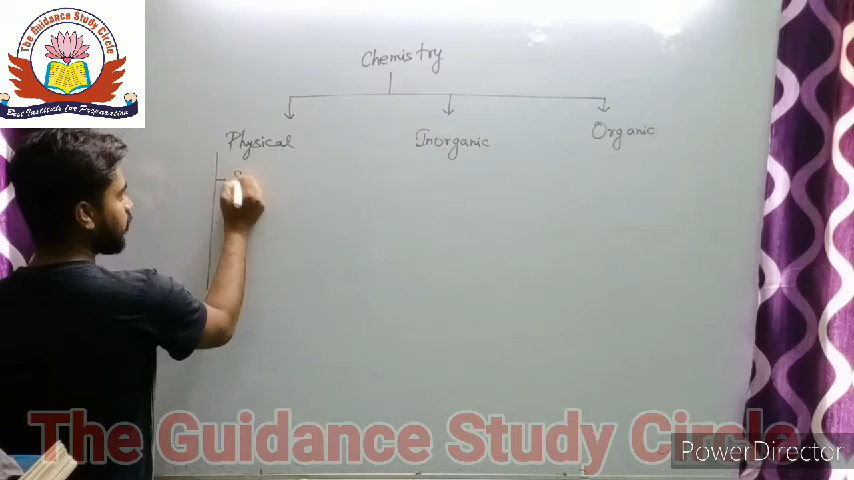 The Guidance Study Circle
Best Institute for Preparation
Chemistry
Physical
Inorganic
Organic
S
The Guidance Study Circle
PowerDirector